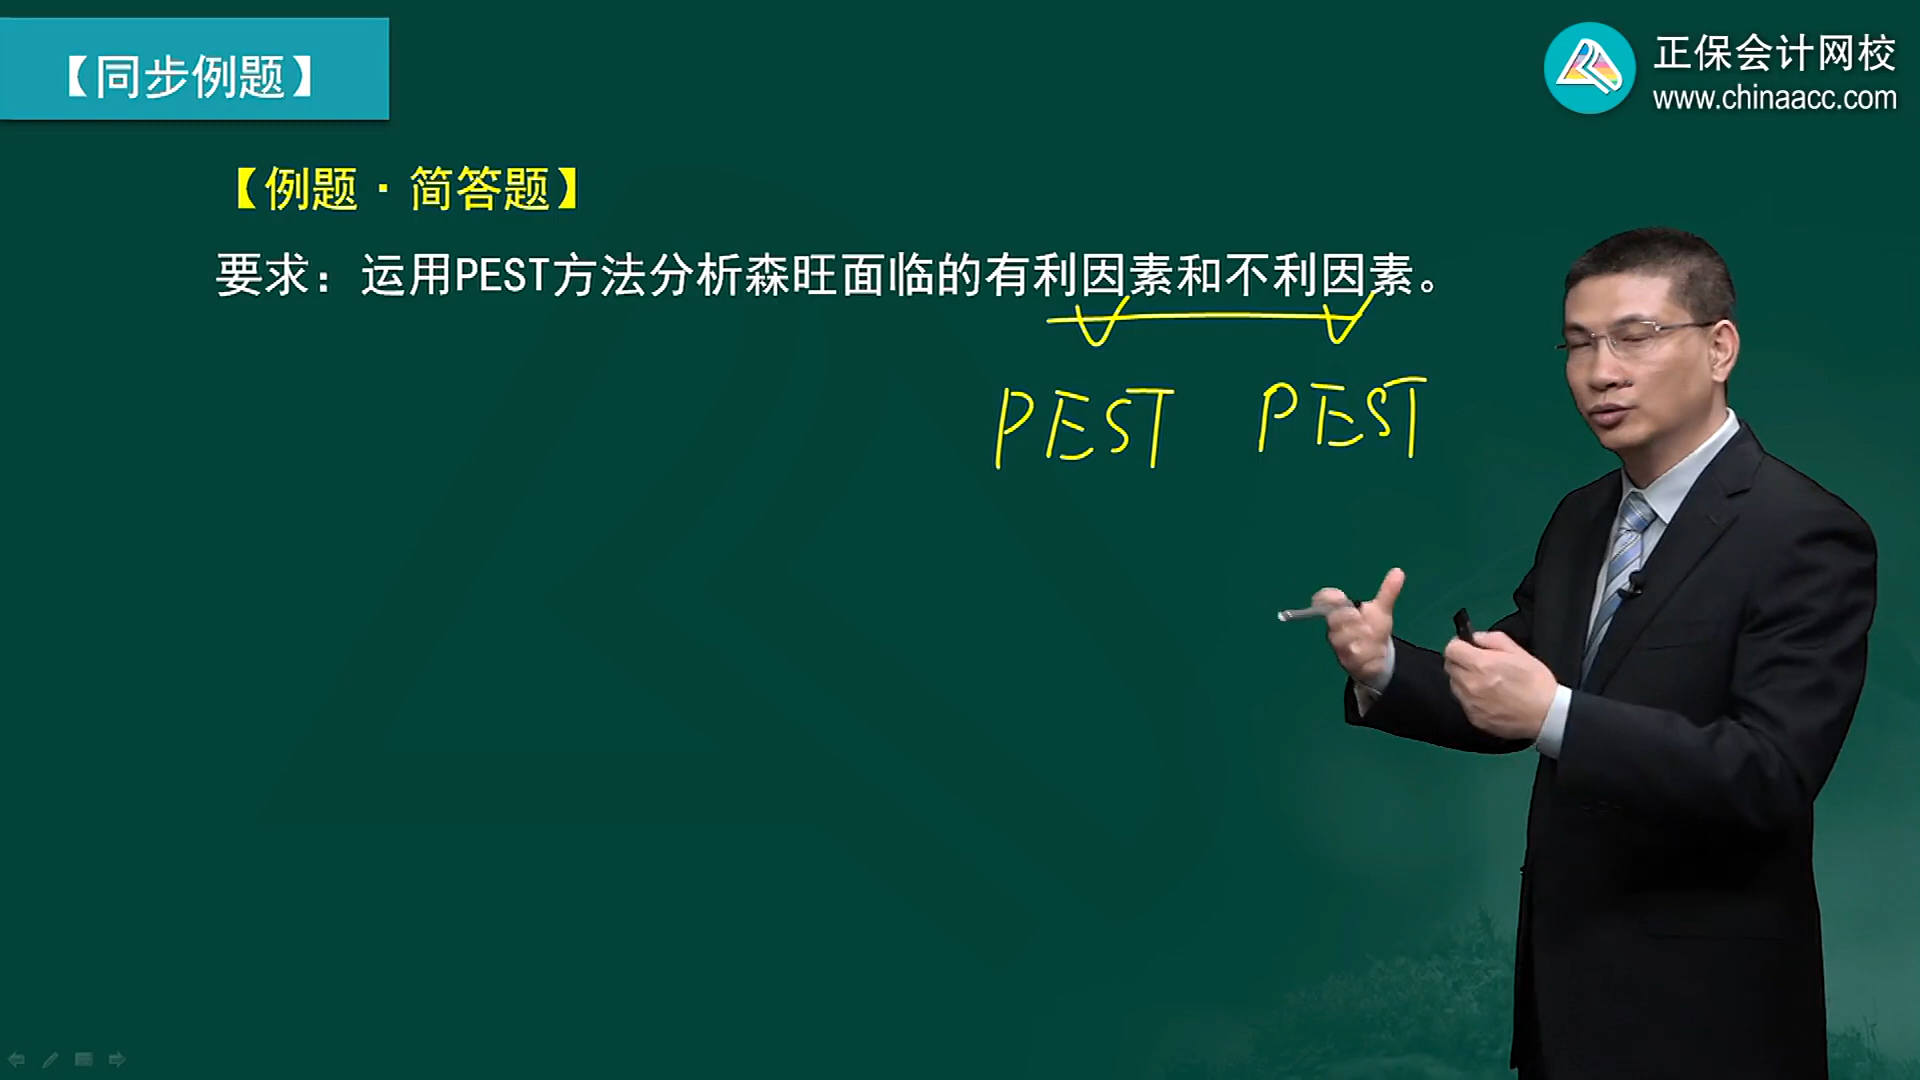 【同步例题】
正保会计网校
www.chinaacc.com
【例题·简答题】
要求：运用PEST方法分析森旺面临的有利因素和不利因素。
PEST PEST